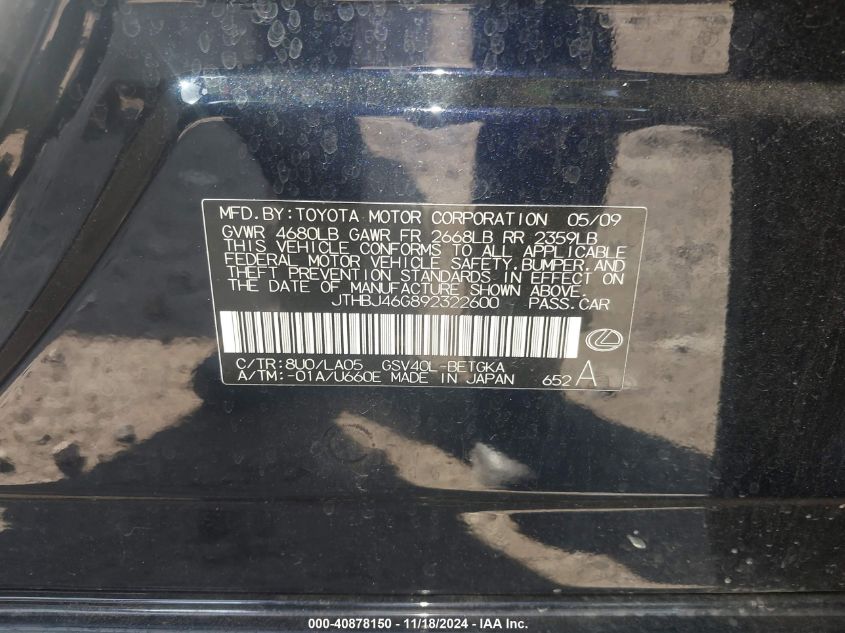 MFD.BY:TOYOTA MOTOR CORPORATION 05/09
GVWR 4680LB GAWR FR 2668LB RR 2359LB
THIS VEHICLE CONFORMS TO ALL APPLICABLE
FEDERAL MOTOR VEHICLE SAFETY,BUMPER,AND
THEFT PREVENTION STANDARDS IN EFFECT ON
THE DATE OF MANUFACTURE SHOWN ABOVE.
JTHBJ46G892322600 PASS.CAR
C/TR:8U0/LA05 GSV40L-BETGKA
A/TM:-01A/U660E MADE IN JAPAN 652 A
000-40878150 - 11/18/2024 - IAA Inc.